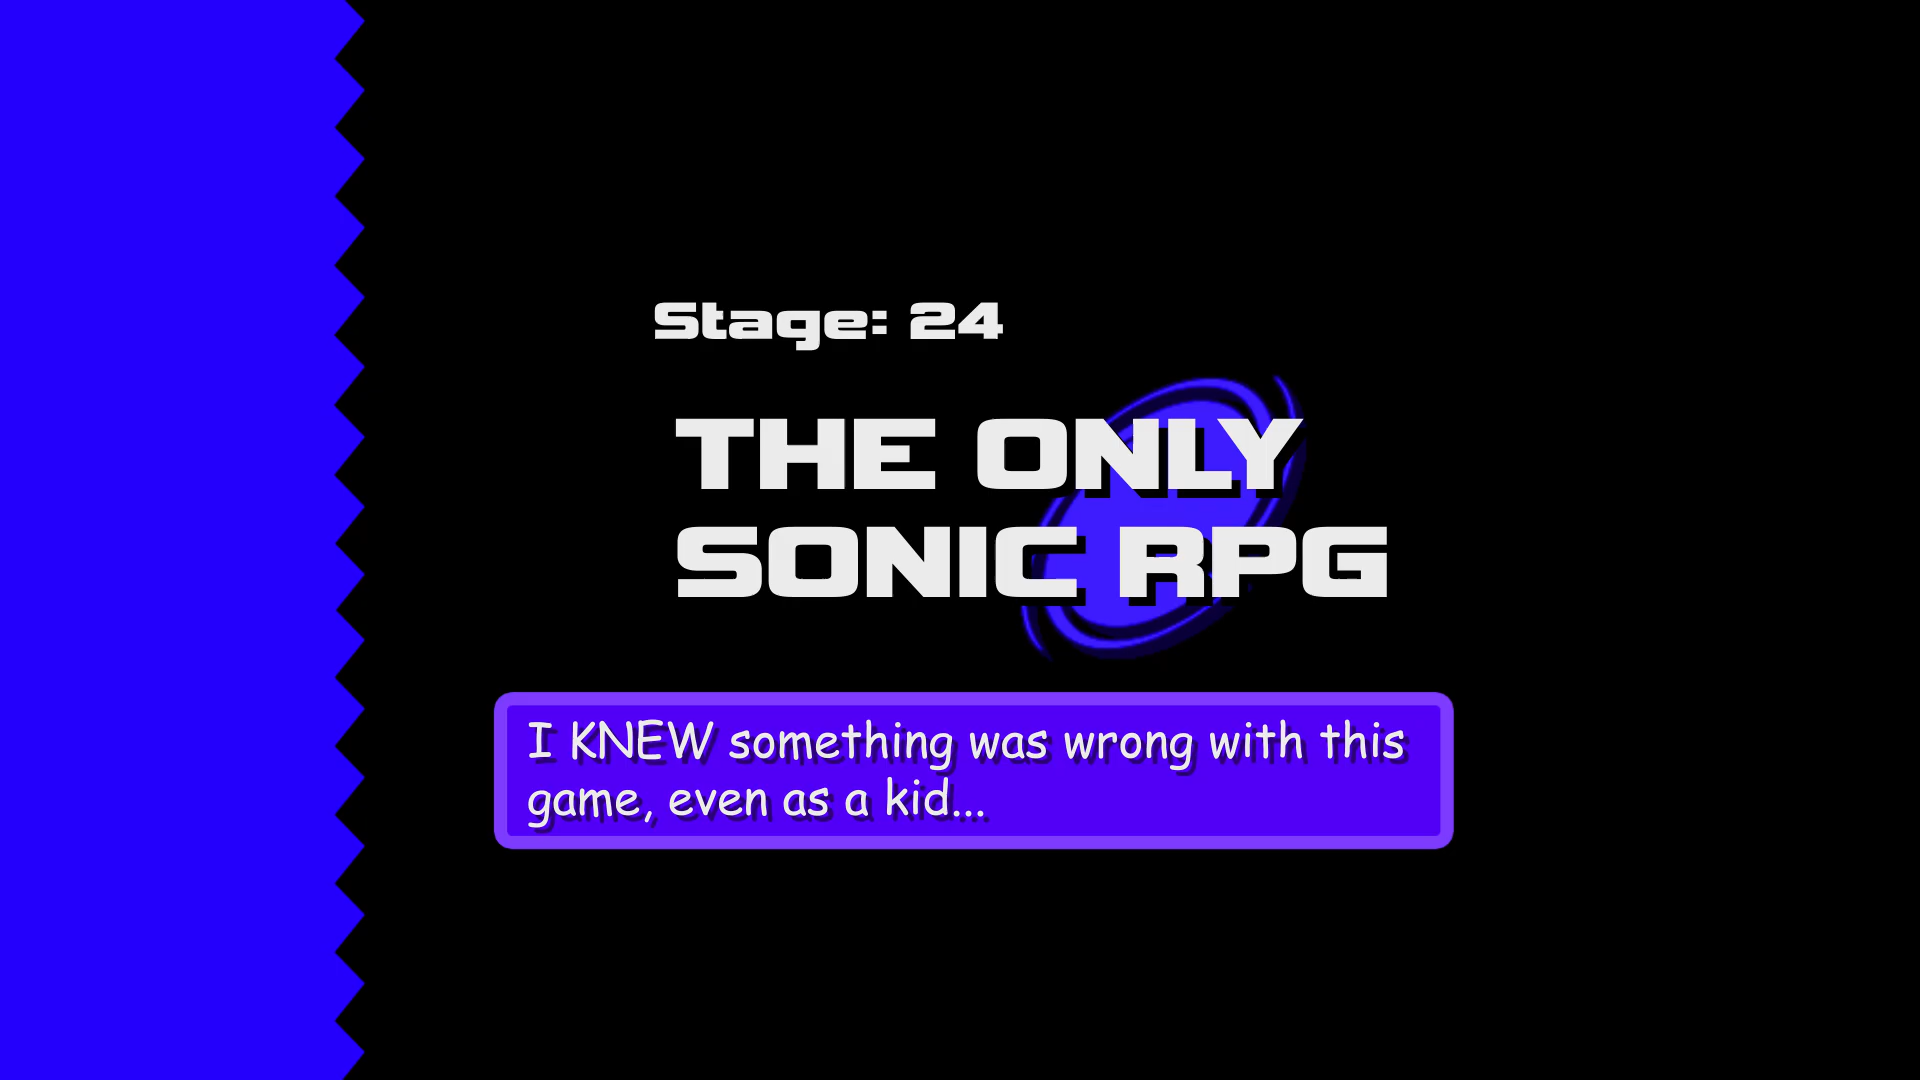 Stage: 24
THE ONLY
SONIC RPG
I KNEW something was wrong with this
game, even as a kid...